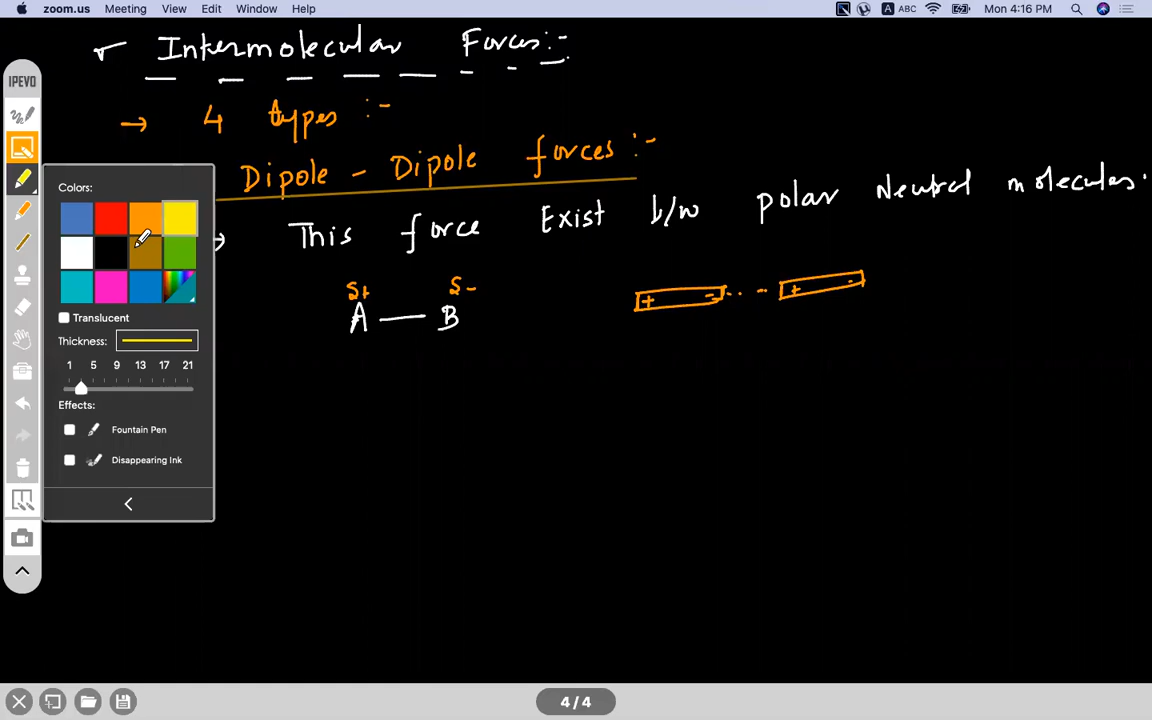 zoom.us Meeting View Edit Window Help A ABC Mon 4:16 PM
Intermolecular Forces:-
IPEVO
→ 4 types :-
Dipole - Dipole forces :-
→ This force Exist b/w polar Neutral molecules.
S+ S-
A — B
+ - ... -- + -
Colors:
Translucent
Thickness:
1 5 9 13 17 21
Effects:
Fountain Pen
Disappearing Ink
4/4